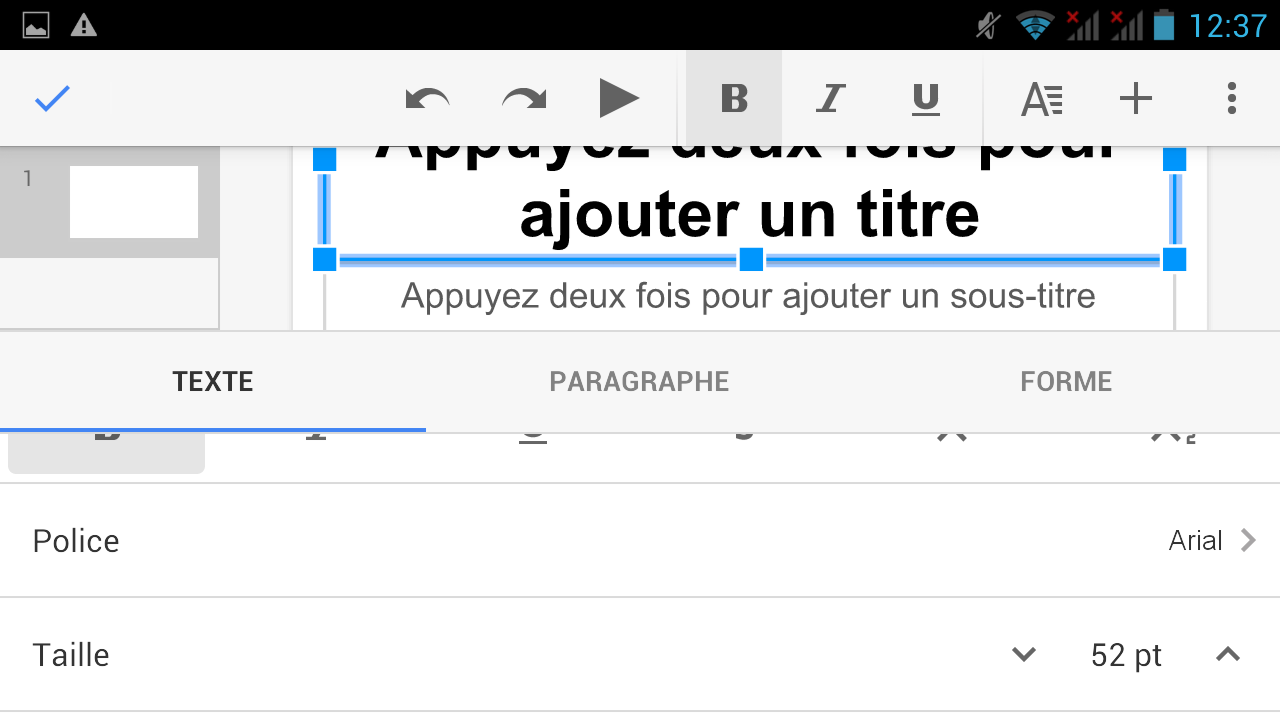 12:37
B I U A
1
Appuyez deux fois pour
ajouter un titre
Appuyez deux fois pour ajouter un sous-titre
TEXTE PARAGRAPHE FORME
Police Arial
Taille 52 pt